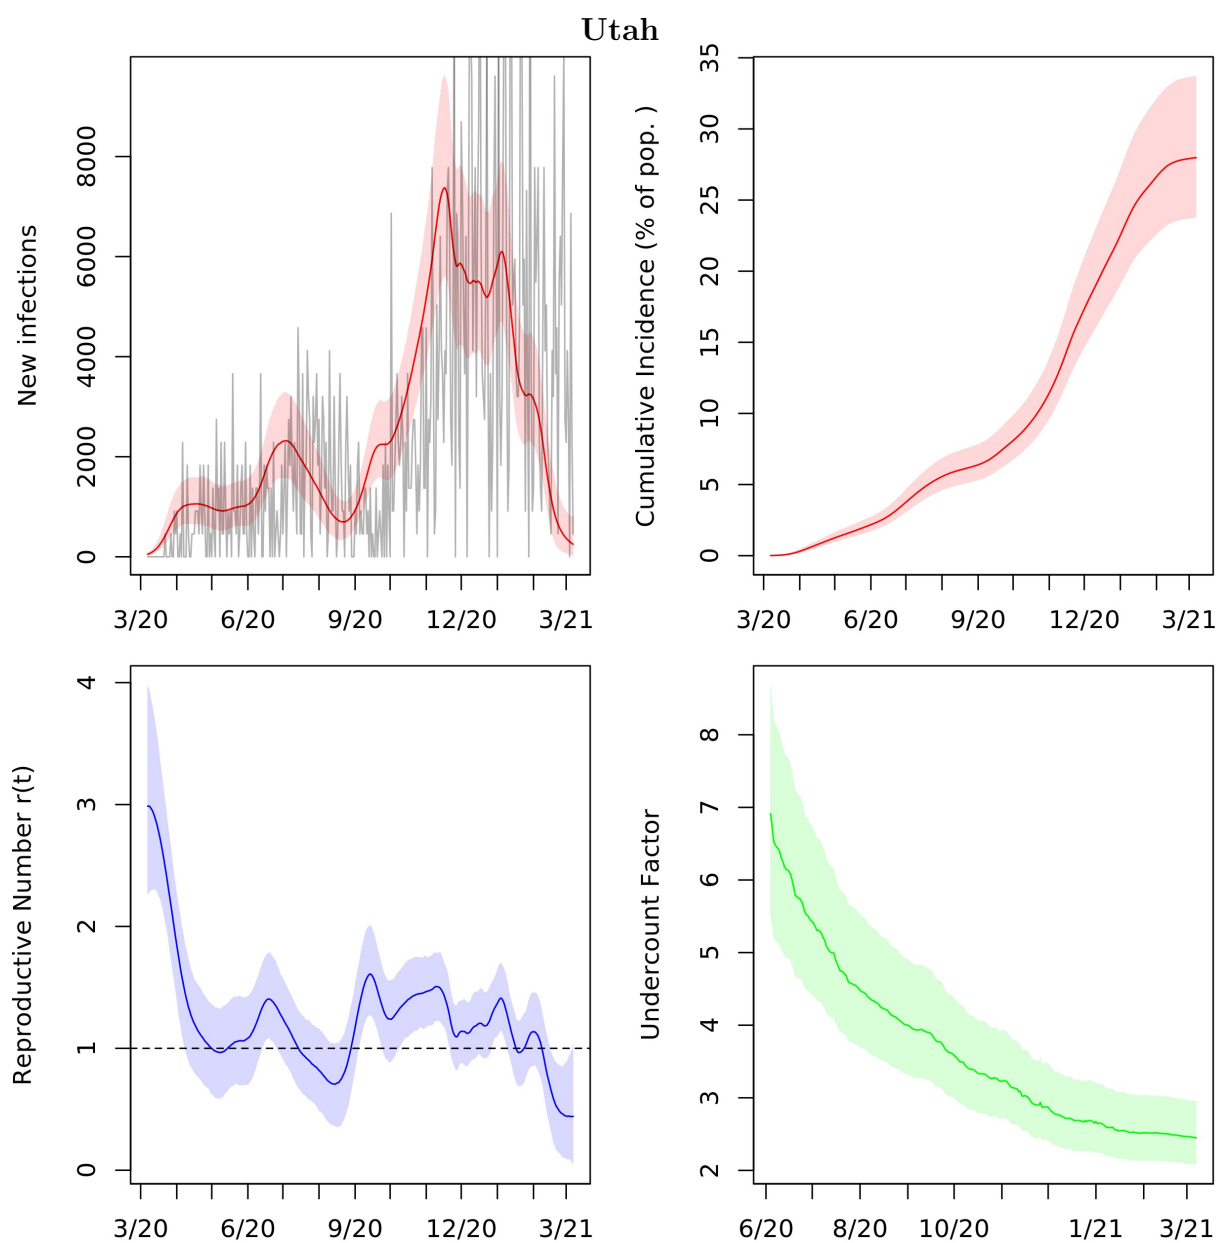 Utah
New infections
0
2000
4000
6000
8000
3/20 6/20 9/20 12/20 3/21
Cumulative Incidence (% of pop. )
0
5
10
15
20
25
30
35
3/20 6/20 9/20 12/20 3/21
Reproductive Number r(t)
0
1
2
3
4
3/20 6/20 9/20 12/20 3/21
Undercount Factor
2
3
4
5
6
7
8
6/20 8/20 10/20 1/21 3/21